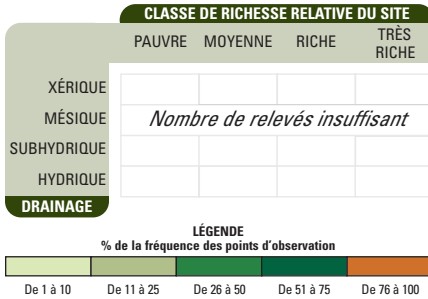 CLASSE DE RICHESSE RELATIVE DU SITE
PAUVRE MOYENNE RICHE TRÈS RICHE
XÉRIQUE
MÉSIQUE Nombre de relevés insuffisant
SUBHYDRIQUE
HYDRIQUE
DRAINAGE
LÉGENDE
% de la fréquence des points d'observation
De 1 à 10 De 11 à 25 De 26 à 50 De 51 à 75 De 76 à 100